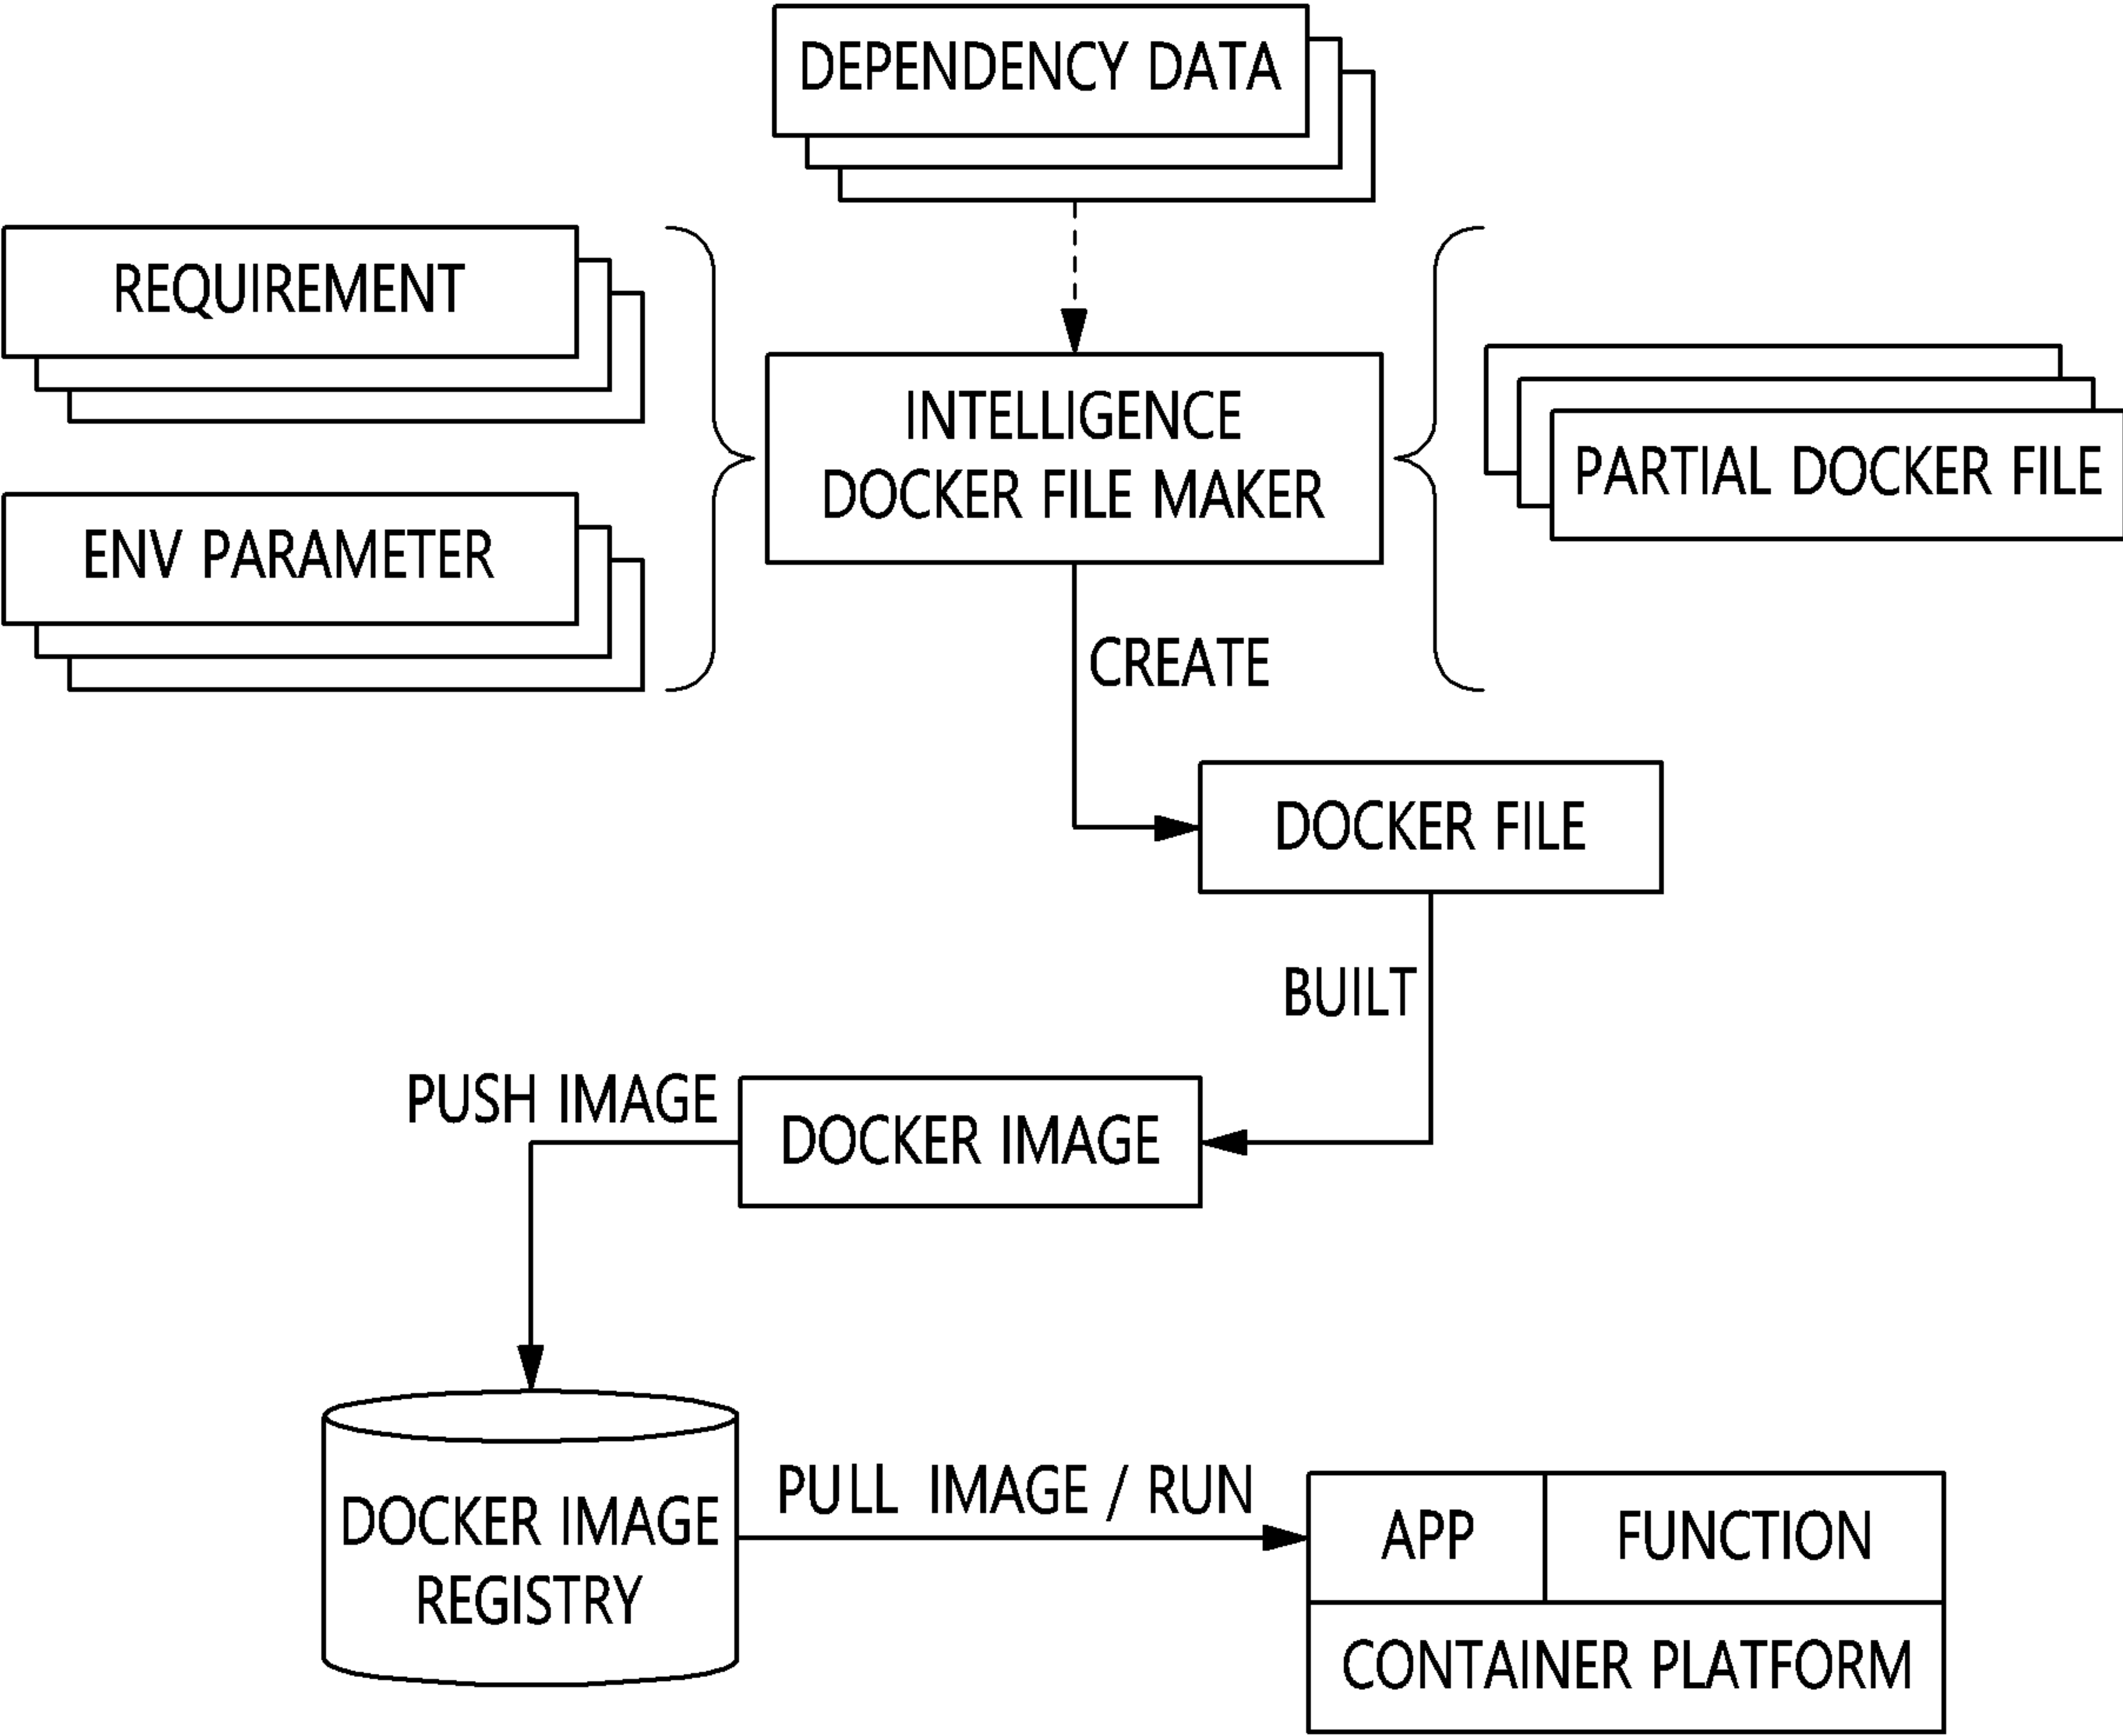 DEPENDENCY DATA
REQUIREMENT
ENV PARAMETER
INTELLIGENCE
DOCKER FILE MAKER
PARTIAL DOCKER FILE
CREATE
DOCKER FILE
BUILT
PUSH IMAGE
DOCKER IMAGE
DOCKER IMAGE
REGISTRY
PULL IMAGE / RUN
APP
FUNCTION
CONTAINER PLATFORM